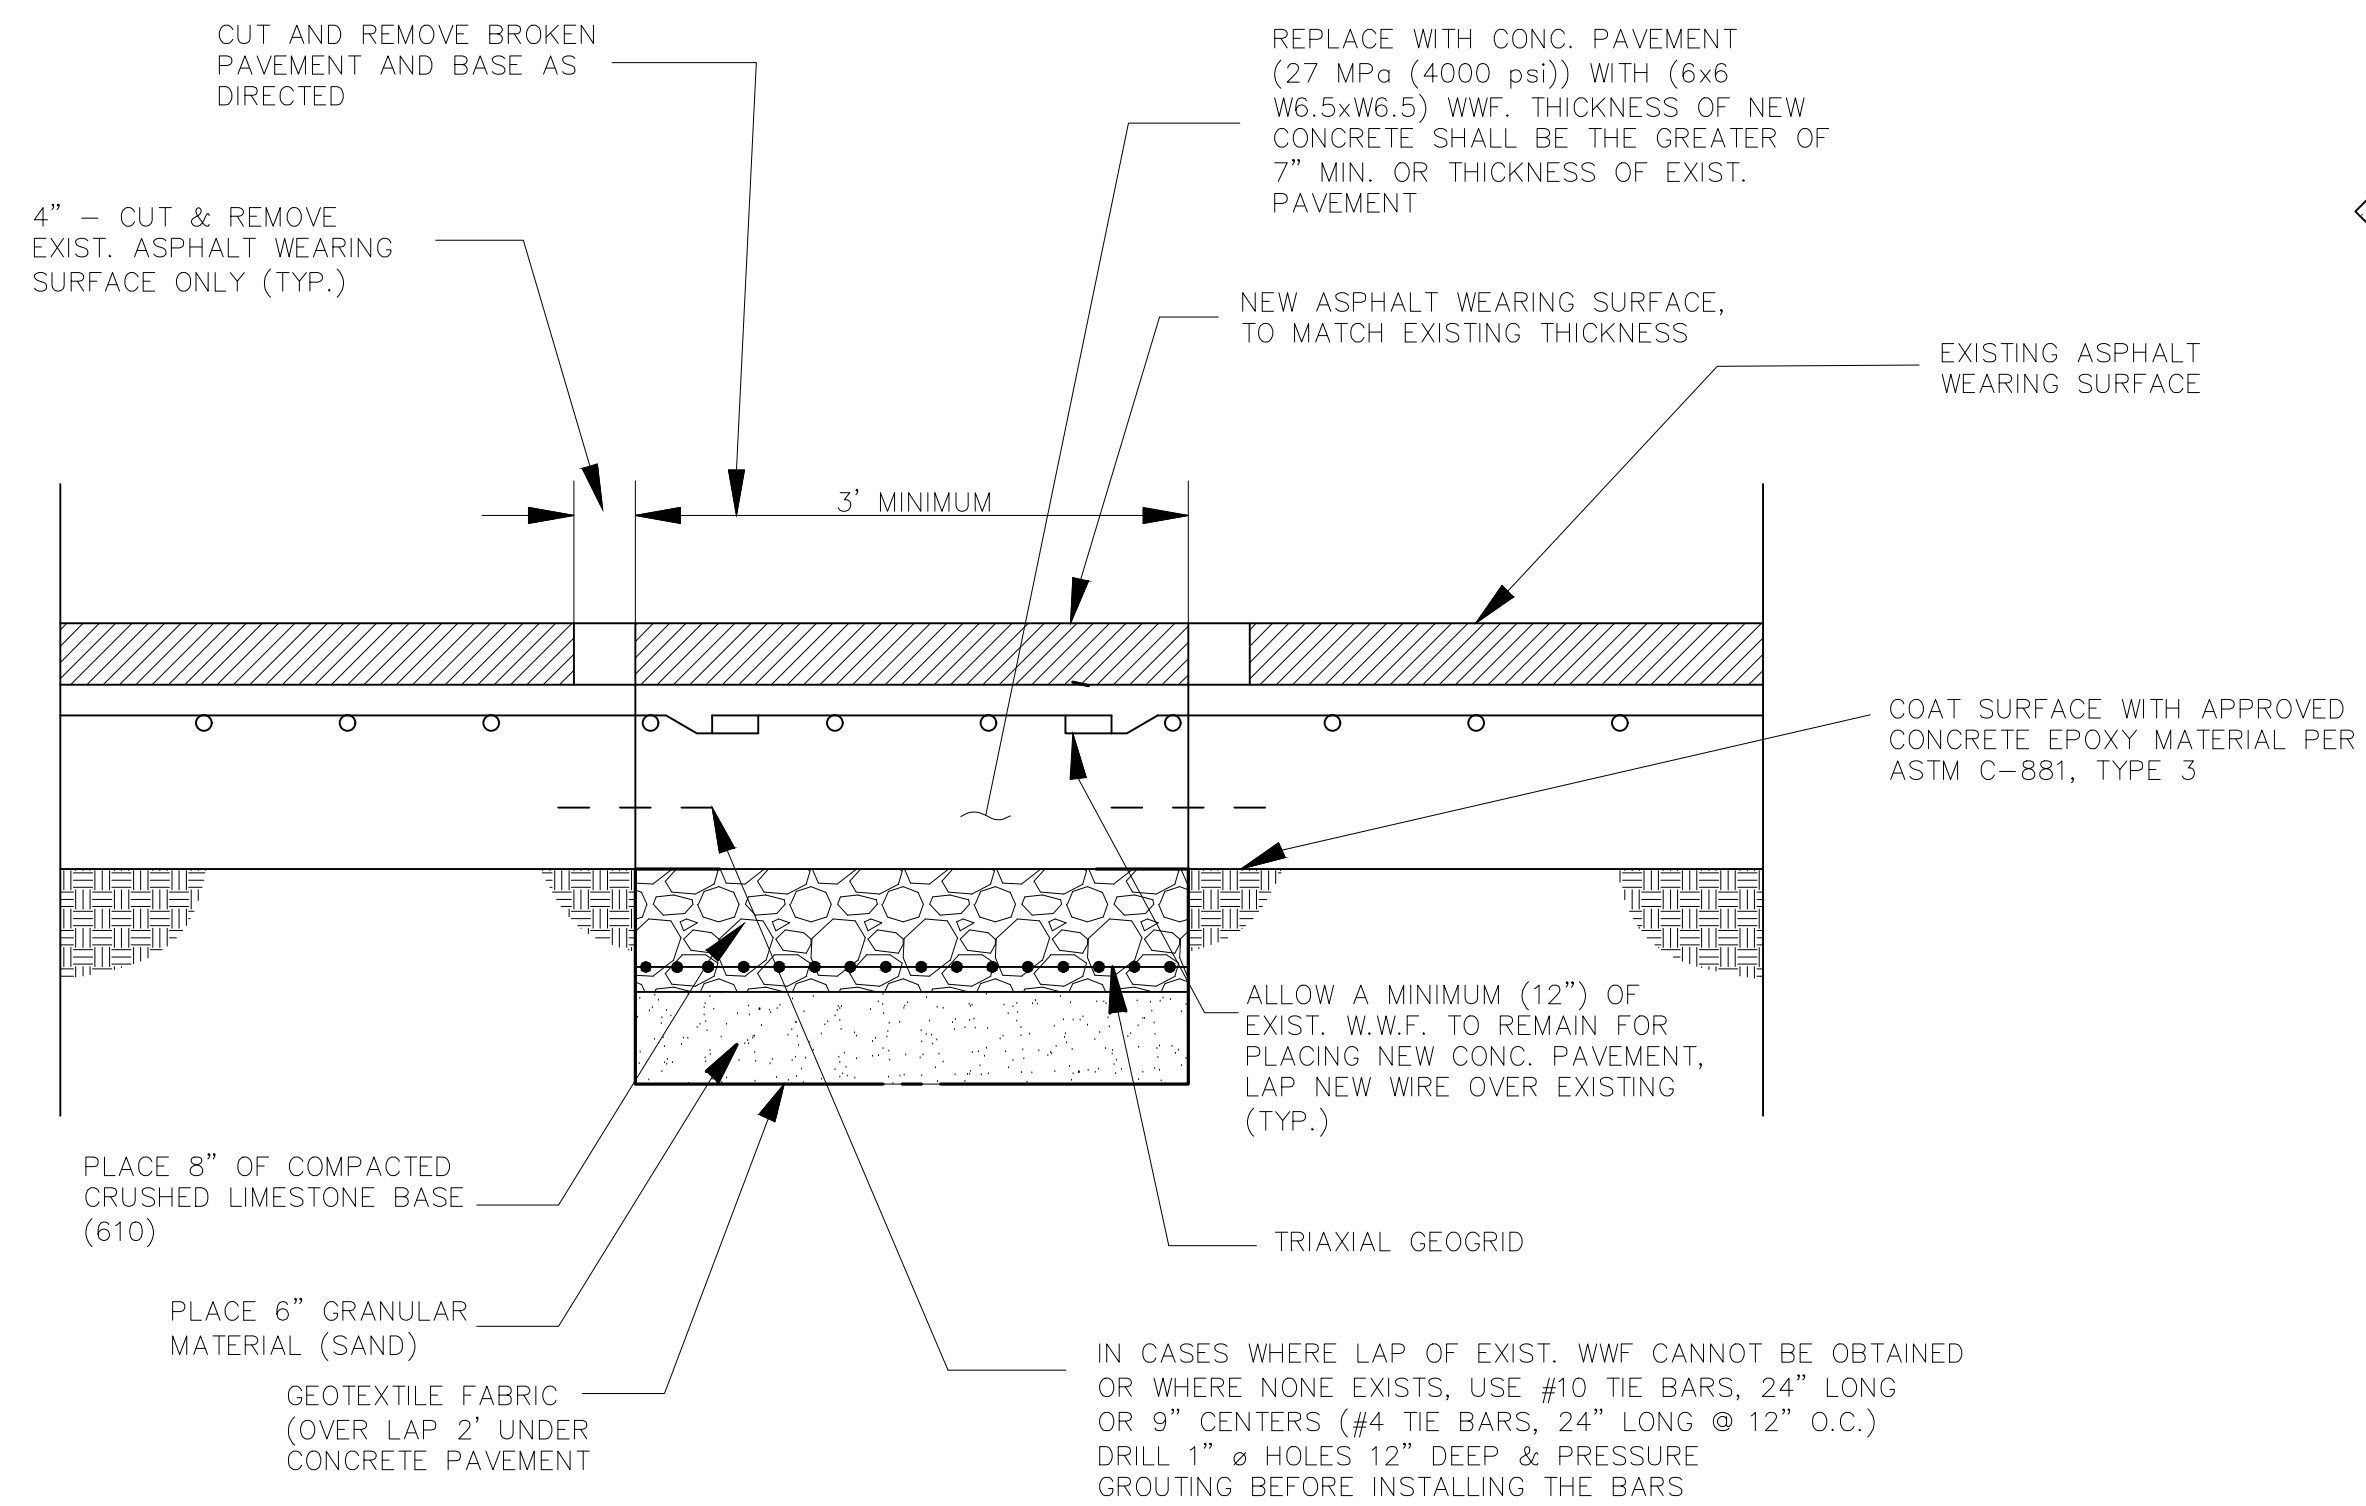 CUT AND REMOVE BROKEN
PAVEMENT AND BASE AS
DIRECTED
REPLACE WITH CONC. PAVEMENT
(27 MPa (4000 psi)) WITH (6x6
W6.5xW6.5) WWF. THICKNESS OF NEW
CONCRETE SHALL BE THE GREATER OF
7” MIN. OR THICKNESS OF EXIST.
PAVEMENT
4” – CUT & REMOVE
EXIST. ASPHALT WEARING
SURFACE ONLY (TYP.)
NEW ASPHALT WEARING SURFACE,
TO MATCH EXISTING THICKNESS
EXISTING ASPHALT
WEARING SURFACE
3’ MINIMUM
COAT SURFACE WITH APPROVED
CONCRETE EPOXY MATERIAL PER
ASTM C–881, TYPE 3
ALLOW A MINIMUM (12”) OF
EXIST. W.W.F. TO REMAIN FOR
PLACING NEW CONC. PAVEMENT,
LAP NEW WIRE OVER EXISTING
(TYP.)
PLACE 8” OF COMPACTED
CRUSHED LIMESTONE BASE
(610)
TRIAXIAL GEOGRID
PLACE 6” GRANULAR
MATERIAL (SAND)
GEOTEXTILE FABRIC
(OVER LAP 2’ UNDER
CONCRETE PAVEMENT
IN CASES WHERE LAP OF EXIST. WWF CANNOT BE OBTAINED
OR WHERE NONE EXISTS, USE #10 TIE BARS, 24” LONG
OR 9” CENTERS (#4 TIE BARS, 24” LONG @ 12” O.C.)
DRILL 1” ø HOLES 12” DEEP & PRESSURE
GROUTING BEFORE INSTALLING THE BARS